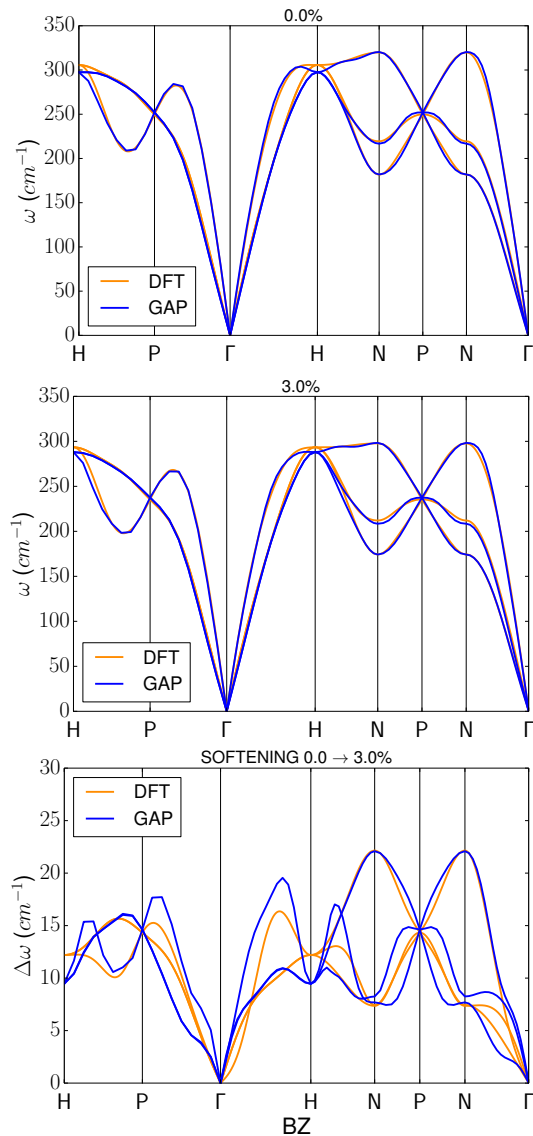 0.0%
350
300
250
200
150
100
50
0
ω (cm⁻¹)
DFT
GAP
H P Γ H N P N Γ
3.0%
350
300
250
200
150
100
50
0
ω (cm⁻¹)
DFT
GAP
H P Γ H N P N Γ
SOFTENING 0.0 → 3.0%
30
25
20
15
10
5
0
Δω (cm⁻¹)
DFT
GAP
H P Γ H N P N Γ
BZ